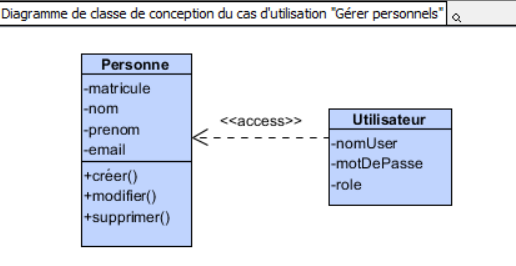 Diagramme de classe de conception du cas d'utilisation "Gérer personnels"
Personne
-matricule
-nom
-prenom
-email
+créer()
+modifier()
+supprimer()
<<access>>
Utilisateur
-nomUser
-motDePasse
-role